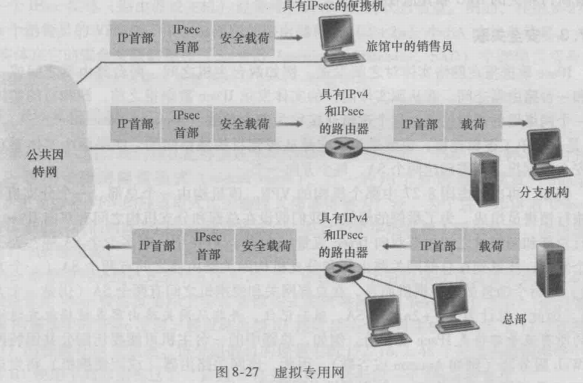 具有IPsec的便携机
IP首部 IPsec首部 安全载荷
旅馆中的销售员
公共因特网
IP首部 IPsec首部 安全载荷
具有IPv4和IPsec的路由器
IP首部 载荷
分支机构
IP首部 IPsec首部 安全载荷
具有IPv4和IPsec的路由器
IP首部 载荷
总部
图8-27 虚拟专用网